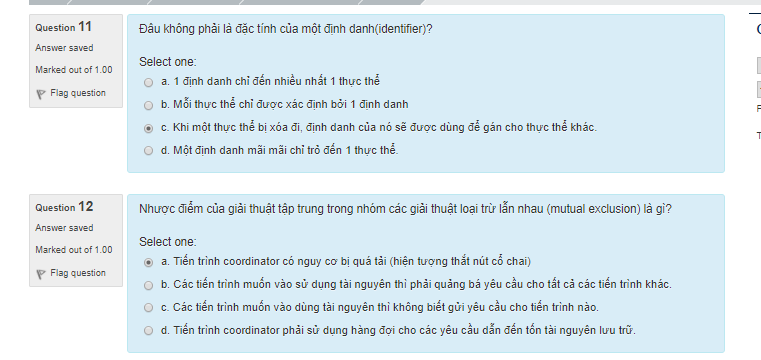 Question 11
Answer saved
Marked out of 1.00
Flag question
Đâu không phải là đặc tính của một định danh(identifier)?
Select one:
a. 1 định danh chỉ đến nhiều nhất 1 thực thể
b. Mỗi thực thể chỉ được xác định bởi 1 định danh
c. Khi một thực thể bị xóa đi, định danh của nó sẽ được dùng để gán cho thực thể khác.
d. Một định danh mãi mãi chỉ trỏ đến 1 thực thể.
Question 12
Answer saved
Marked out of 1.00
Flag question
Nhược điểm của giải thuật tập trung trong nhóm các giải thuật loại trừ lẫn nhau (mutual exclusion) là gì?
Select one:
a. Tiến trình coordinator có nguy cơ bị quá tải (hiện tượng thắt nút cổ chai)
b. Các tiến trình muốn vào sử dụng tài nguyên thì phải quảng bá yêu cầu cho tất cả các tiến trình khác.
c. Các tiến trình muốn vào dùng tài nguyên thì không biết gửi yêu cầu cho tiến trình nào.
d. Tiến trình coordinator phải sử dụng hàng đợi cho các yêu cầu dẫn đến tốn tài nguyên lưu trữ.